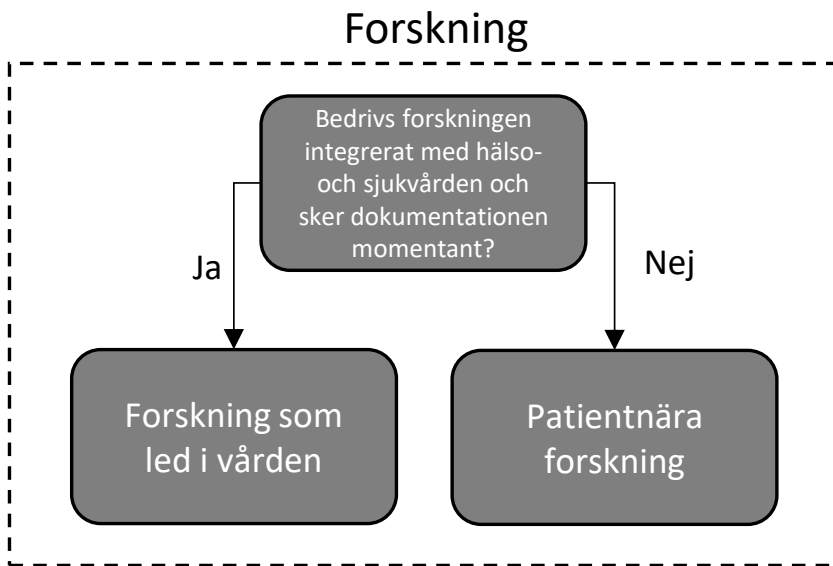 Forskning
Bedrivs forskningen
integrerat med hälso-
och sjukvården och
sker dokumentationen
momentant?
Ja
Nej
Forskning som
led i vården
Patientnära
forskning